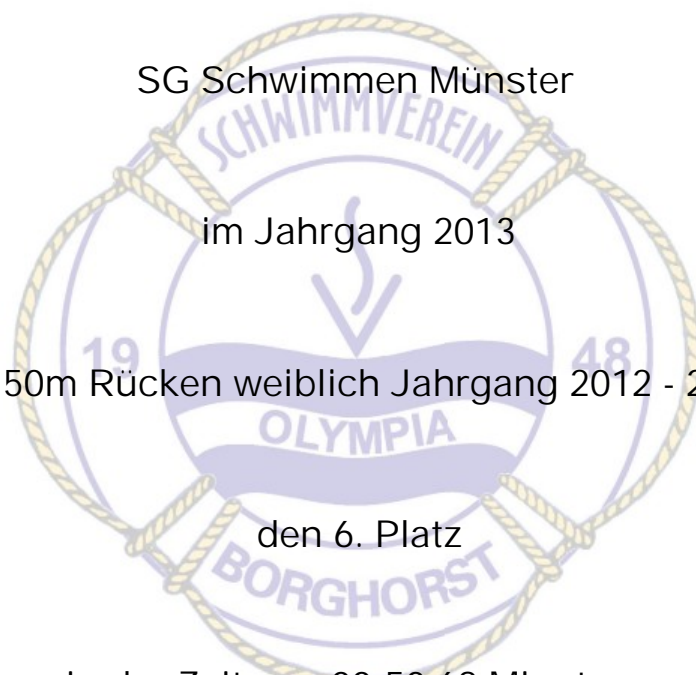 SG Schwimmen Münster
SCHWIMMVEREIN
im Jahrgang 2013
19 48
50m Rücken weiblich Jahrgang 2012 - 2
OLYMPIA
den 6. Platz
BORGHORST